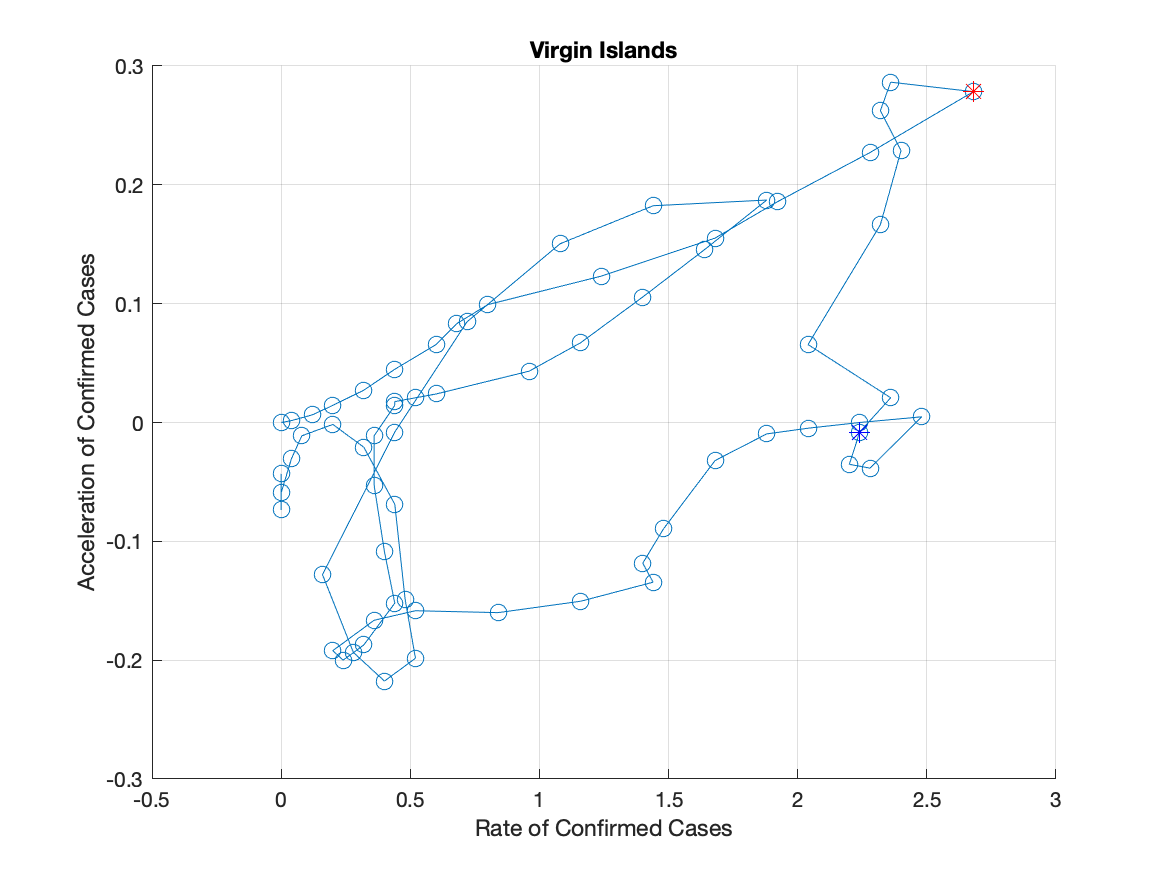 Virgin Islands
0.3
0.2
0.1
0
-0.1
-0.2
-0.3
Acceleration of Confirmed Cases
-0.5 0 0.5 1 1.5 2 2.5 3
Rate of Confirmed Cases